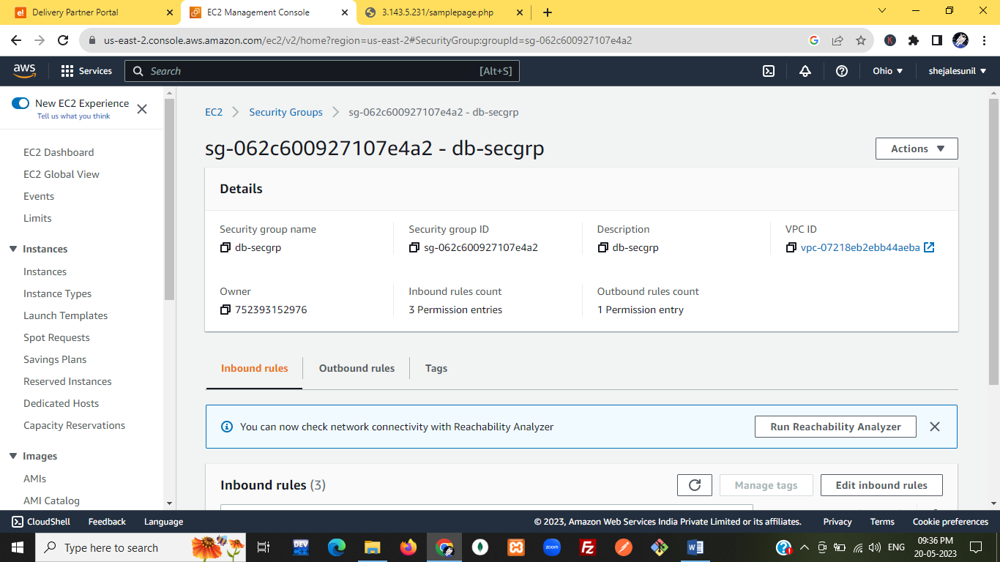 Delivery Partner Portal
EC2 Management Console
3.143.5.231/samplepage.php
us-east-2.console.aws.amazon.com/ec2/v2/home?region=us-east-2#SecurityGroup:groupId=sg-062c600927107e4a2
aws
Services
Search
[Alt+S]
Ohio
shejalesunil
New EC2 Experience
Tell us what you think
EC2 Dashboard
EC2 Global View
Events
Limits
Instances
Instances
Instance Types
Launch Templates
Spot Requests
Savings Plans
Reserved Instances
Dedicated Hosts
Capacity Reservations
Images
AMIs
AMI Catalog
EC2 > Security Groups > sg-062c600927107e4a2 - db-secgrp
sg-062c600927107e4a2 - db-secgrp
Actions
Details
Security group name
db-secgrp
Security group ID
sg-062c600927107e4a2
Description
db-secgrp
VPC ID
vpc-07218eb2ebb44aeba
Owner
752393152976
Inbound rules count
3 Permission entries
Outbound rules count
1 Permission entry
Inbound rules
Outbound rules
Tags
You can now check network connectivity with Reachability Analyzer
Run Reachability Analyzer
Inbound rules (3)
Manage tags
Edit inbound rules
CloudShell
Feedback
Language
© 2023, Amazon Web Services India Private Limited or its affiliates.
Privacy
Terms
Cookie preferences
Type here to search
DEV
zoom
ENG
09:36 PM
20-05-2023